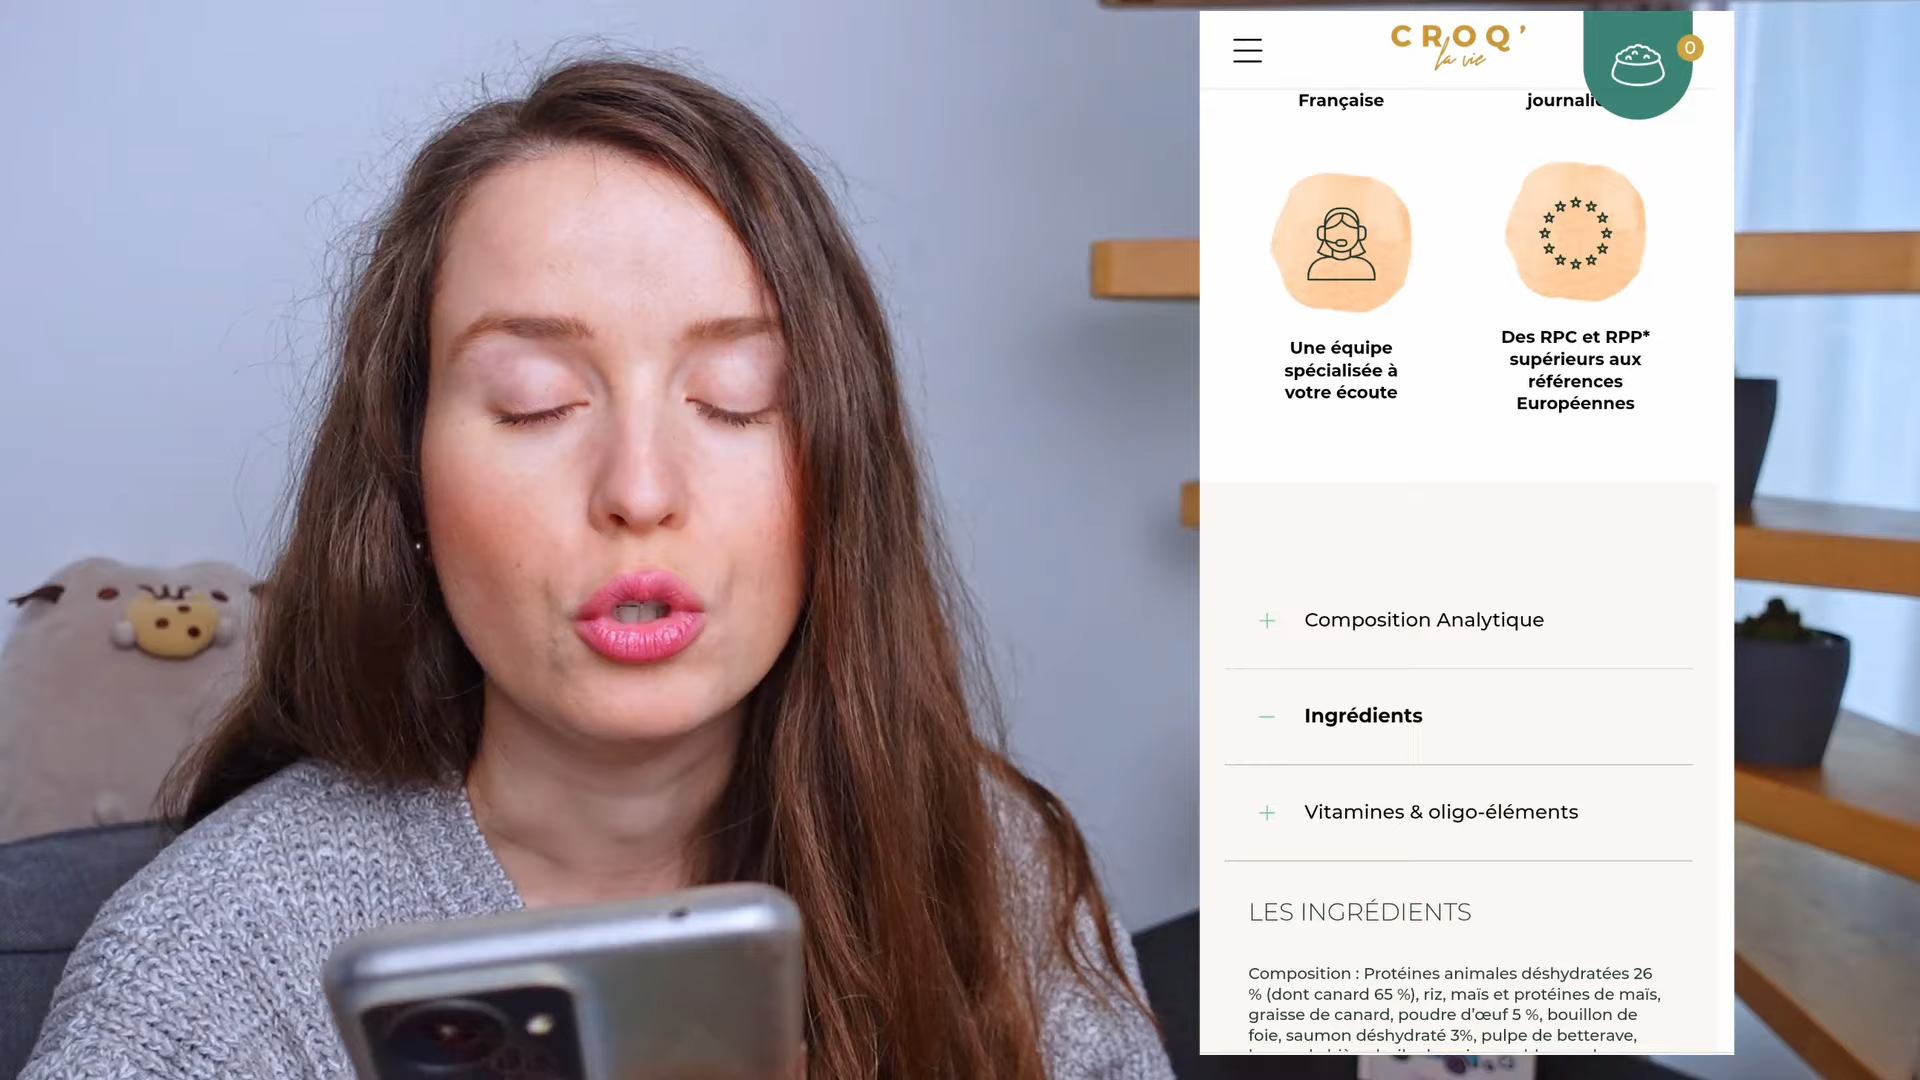 CROQ'
la vie
0
Française
Une équipe
spécialisée à
votre écoute
Des RPC et RPP*
supérieurs aux
références
Européennes
Composition Analytique
Ingrédients
Vitamines & oligo-éléments
LES INGRÉDIENTS
Composition : Protéines animales déshydratées 26
% (dont canard 65 %), riz, maïs et protéines de maïs,
graisse de canard, poudre d'œuf 5 %, bouillon de
foie, saumon déshydraté 3%, pulpe de betterave,